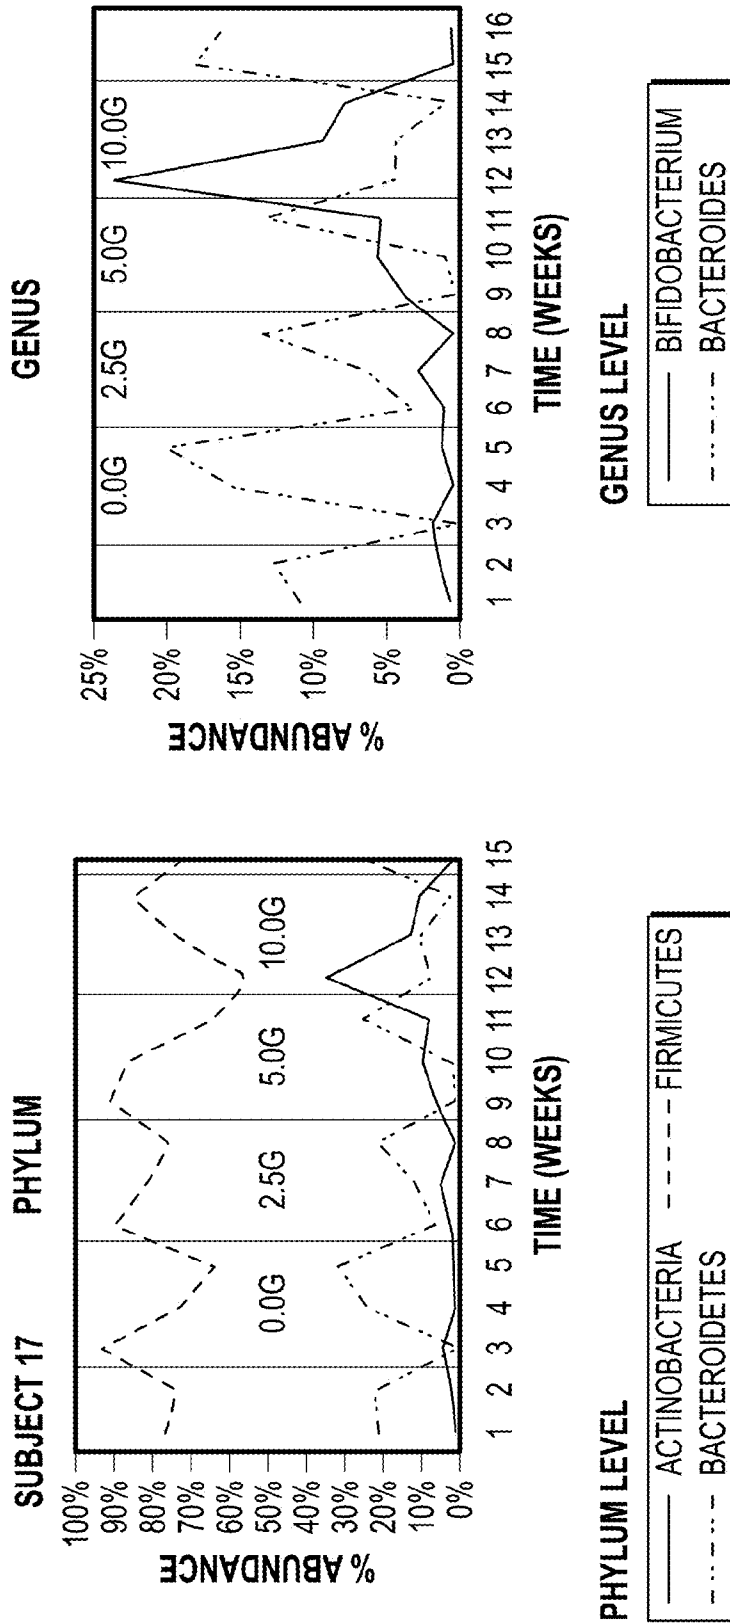 SUBJECT 17
PHYLUM
100%
90%
80%
70%
60%
50%
40%
30%
20%
10%
0%
% ABUNDANCE
0.0G
2.5G
5.0G
10.0G
1 2 3 4 5 6 7 8 9 10 11 12 13 14 15
TIME (WEEKS)
PHYLUM LEVEL
ACTINOBACTERIA
FIRMICUTES
BACTEROIDETES
GENUS
25%
20%
15%
10%
5%
0%
% ABUNDANCE
0.0G
2.5G
5.0G
10.0G
1 2 3 4 5 6 7 8 9 10 11 12 13 14 15 16
TIME (WEEKS)
GENUS LEVEL
BIFIDOBACTERIUM
BACTEROIDES